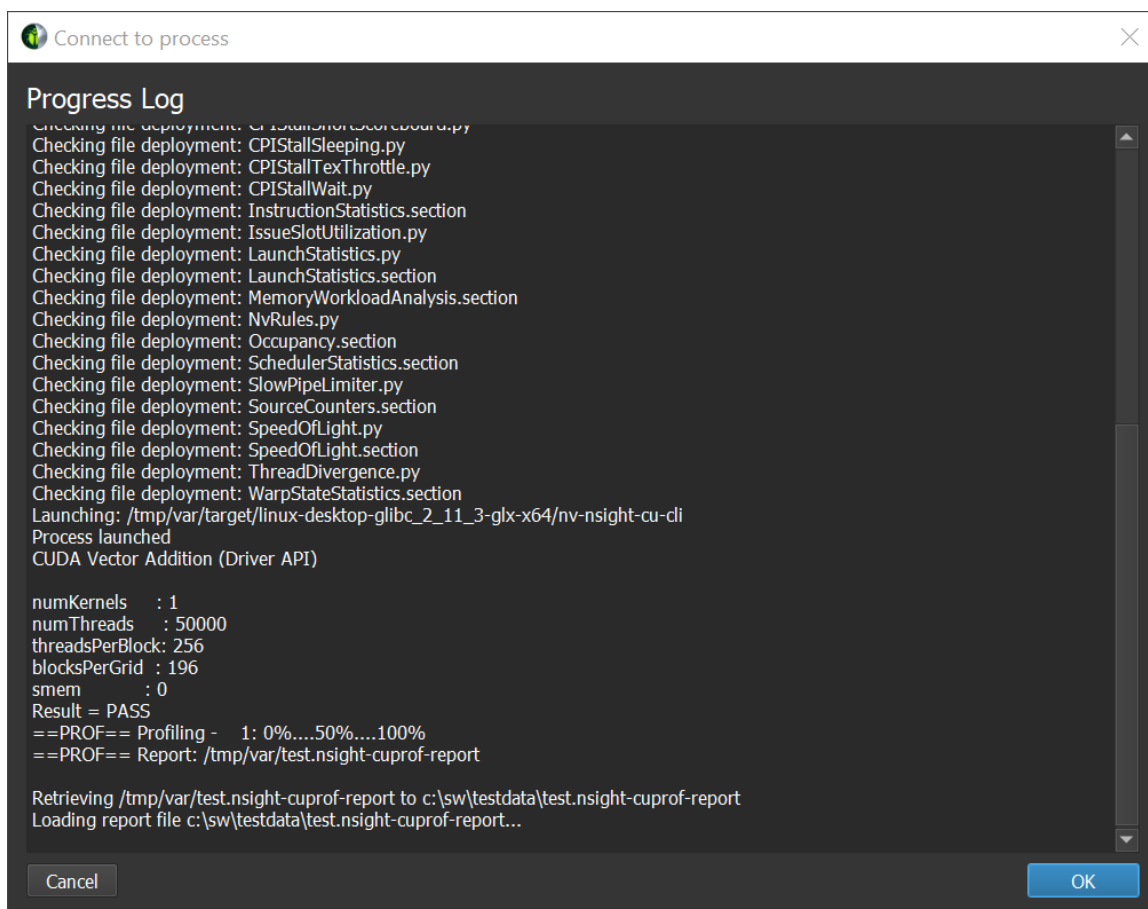 Connect to process
Progress Log
Checking file deployment: CPIStallShortScoreboard.py
Checking file deployment: CPIStallSleeping.py
Checking file deployment: CPIStallTexThrottle.py
Checking file deployment: CPIStallWait.py
Checking file deployment: InstructionStatistics.section
Checking file deployment: IssueSlotUtilization.py
Checking file deployment: LaunchStatistics.py
Checking file deployment: LaunchStatistics.section
Checking file deployment: MemoryWorkloadAnalysis.section
Checking file deployment: NvRules.py
Checking file deployment: Occupancy.section
Checking file deployment: SchedulerStatistics.section
Checking file deployment: SlowPipeLimiter.py
Checking file deployment: SourceCounters.section
Checking file deployment: SpeedOfLight.py
Checking file deployment: SpeedOfLight.section
Checking file deployment: ThreadDivergence.py
Checking file deployment: WarpStateStatistics.section
Launching: /tmp/var/target/linux-desktop-glibc_2_11_3-glx-x64/nv-nsight-cu-cli
Process launched
CUDA Vector Addition (Driver API)
numKernels : 1
numThreads : 50000
threadsPerBlock: 256
blocksPerGrid : 196
smem : 0
Result = PASS
==PROF== Profiling - 1: 0%....50%....100%
==PROF== Report: /tmp/var/test.nsight-cuprof-report
Retrieving /tmp/var/test.nsight-cuprof-report to c:\sw\testdata\test.nsight-cuprof-report
Loading report file c:\sw\testdata\test.nsight-cuprof-report...
Cancel
OK